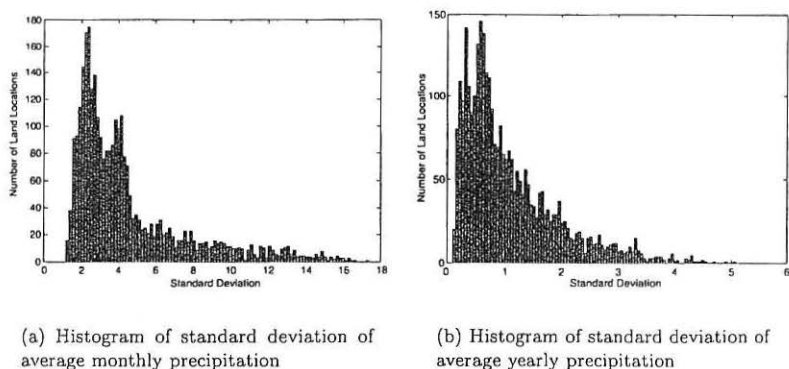 180
160
140
120
100
80
60
40
20
0
Number of Land Locations
0 2 4 6 8 10 12 14 16 18
Standard Deviation
(a) Histogram of standard deviation of
average monthly precipitation
150
100
50
0
Number of Land Locations
0 1 2 3 4 5 6
Standard Deviation
(b) Histogram of standard deviation of
average yearly precipitation